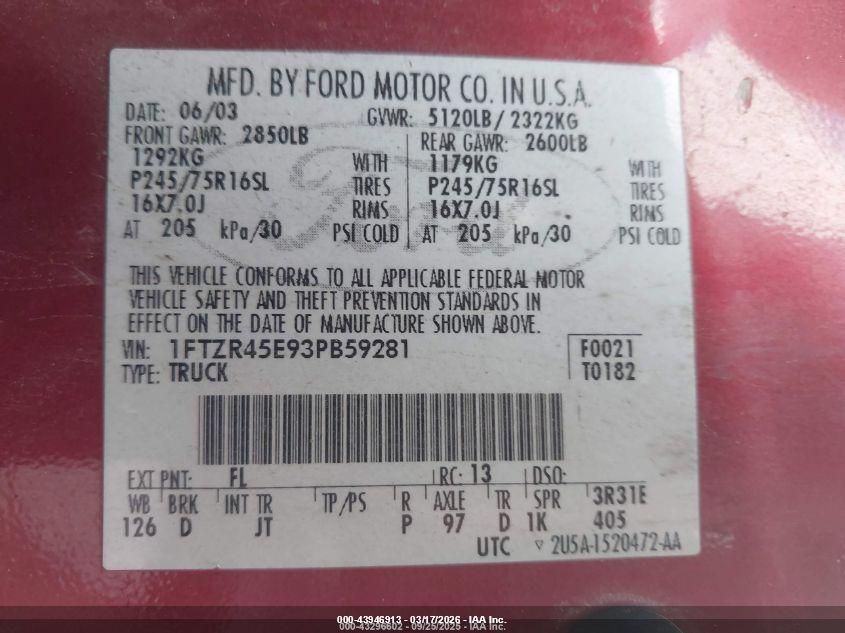 MFD. BY FORD MOTOR CO. IN U.S.A.
DATE: 06/03 GVWR: 5120LB/ 2322KG
FRONT GAWR: 2850LB REAR GAWR: 2600LB
1292KG WITH 1179KG WITH
P245/75R16SL TIRES P245/75R16SL TIRES
16X7.0J RIMS 16X7.0J RIMS
AT 205 kPa/30 PSI COLD AT 205 kPa/30 PSI COLD
Ford
THIS VEHICLE CONFORMS TO ALL APPLICABLE FEDERAL MOTOR
VEHICLE SAFETY AND THEFT PREVENTION STANDARDS IN
EFFECT ON THE DATE OF MANUFACTURE SHOWN ABOVE.
VIN: 1FTZR45E93PB59281 F0021
TYPE: TRUCK T0182
EXT PNT: FL RC: 13 DSO:
WB BRK INT TR TP/PS R AXLE TR SPR 3R31E
126 D JT P 97 D 1K 405
UTC ▿ 2U5A-1520472-AA
000-43946913 - 03/17/2026 - IAA Inc.
000-43296602 - 09/25/2025 - IAA Inc.